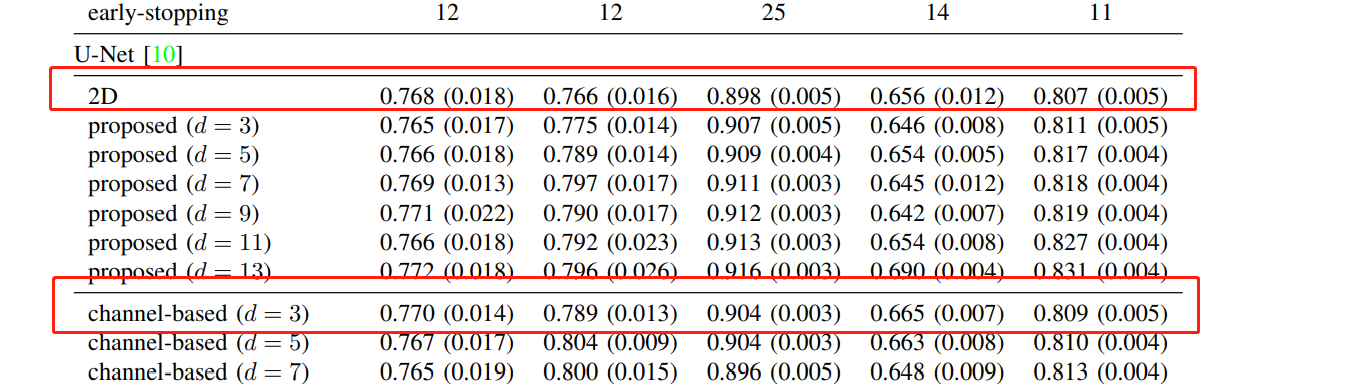 early-stopping 12 12 25 14 11
U-Net [10]
2D 0.768 (0.018) 0.766 (0.016) 0.898 (0.005) 0.656 (0.012) 0.807 (0.005)
proposed (d = 3) 0.765 (0.017) 0.775 (0.014) 0.907 (0.005) 0.646 (0.008) 0.811 (0.005)
proposed (d = 5) 0.766 (0.018) 0.789 (0.014) 0.909 (0.004) 0.654 (0.005) 0.817 (0.004)
proposed (d = 7) 0.769 (0.013) 0.797 (0.017) 0.911 (0.003) 0.645 (0.012) 0.818 (0.004)
proposed (d = 9) 0.771 (0.022) 0.790 (0.017) 0.912 (0.003) 0.642 (0.007) 0.819 (0.004)
proposed (d = 11) 0.766 (0.018) 0.792 (0.023) 0.913 (0.003) 0.654 (0.008) 0.827 (0.004)
proposed (d = 13) 0.772 (0.018) 0.796 (0.026) 0.916 (0.003) 0.690 (0.004) 0.831 (0.004)
channel-based (d = 3) 0.770 (0.014) 0.789 (0.013) 0.904 (0.003) 0.665 (0.007) 0.809 (0.005)
channel-based (d = 5) 0.767 (0.017) 0.804 (0.009) 0.904 (0.003) 0.663 (0.008) 0.810 (0.004)
channel-based (d = 7) 0.765 (0.019) 0.800 (0.015) 0.896 (0.005) 0.648 (0.009) 0.813 (0.004)